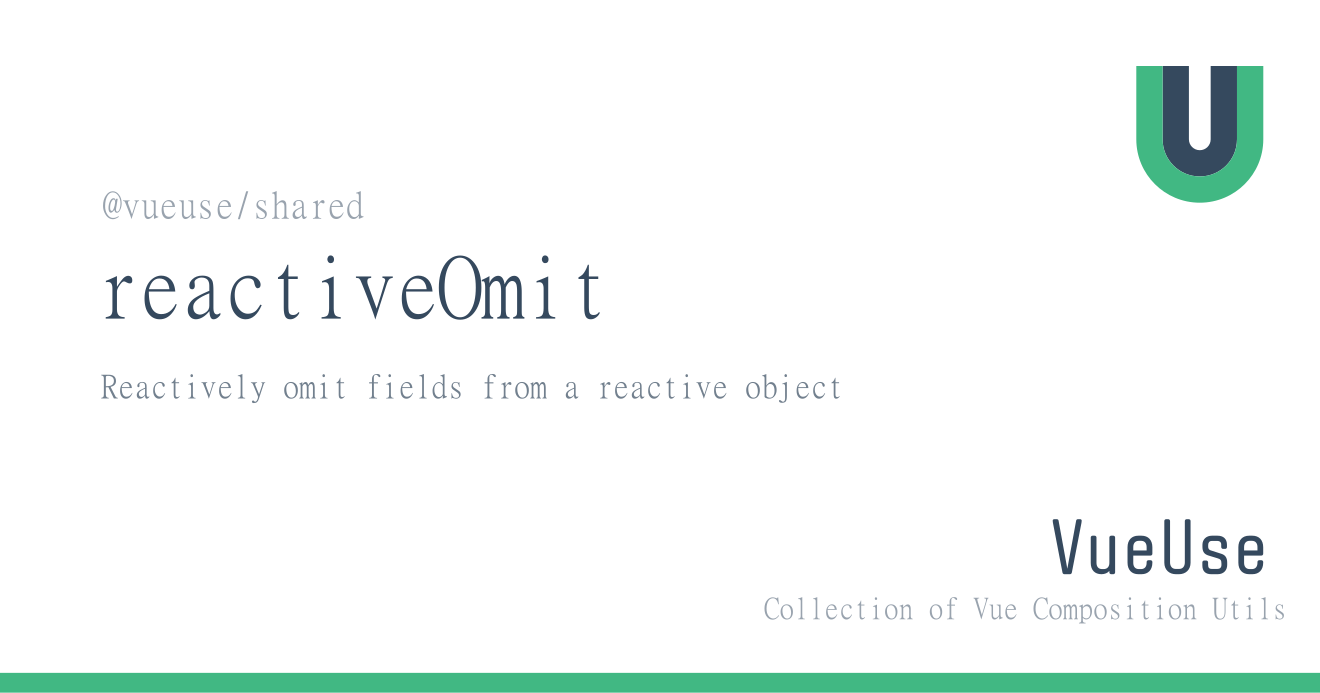 @vueuse/shared
reactiveOmit
Reactively omit fields from a reactive object
VueUse
Collection of Vue Composition Utils